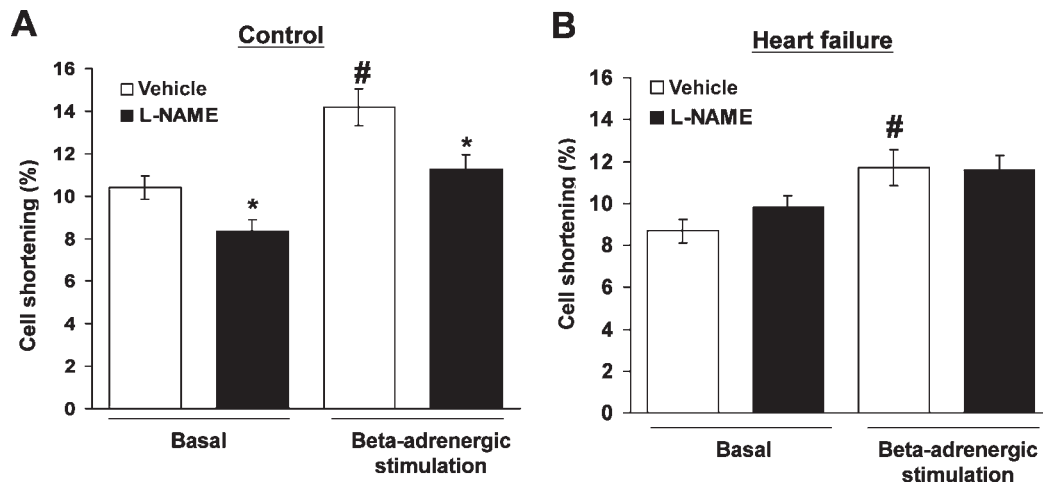 A
Control
16
14
12
10
8
6
4
2
0
Cell shortening (%)
Vehicle
L-NAME
#
*
*
Basal
Beta-adrenergic
stimulation
B
Heart failure
16
14
12
10
8
6
4
2
0
Cell shortening (%)
Vehicle
L-NAME
#
Basal
Beta-adrenergic
stimulation